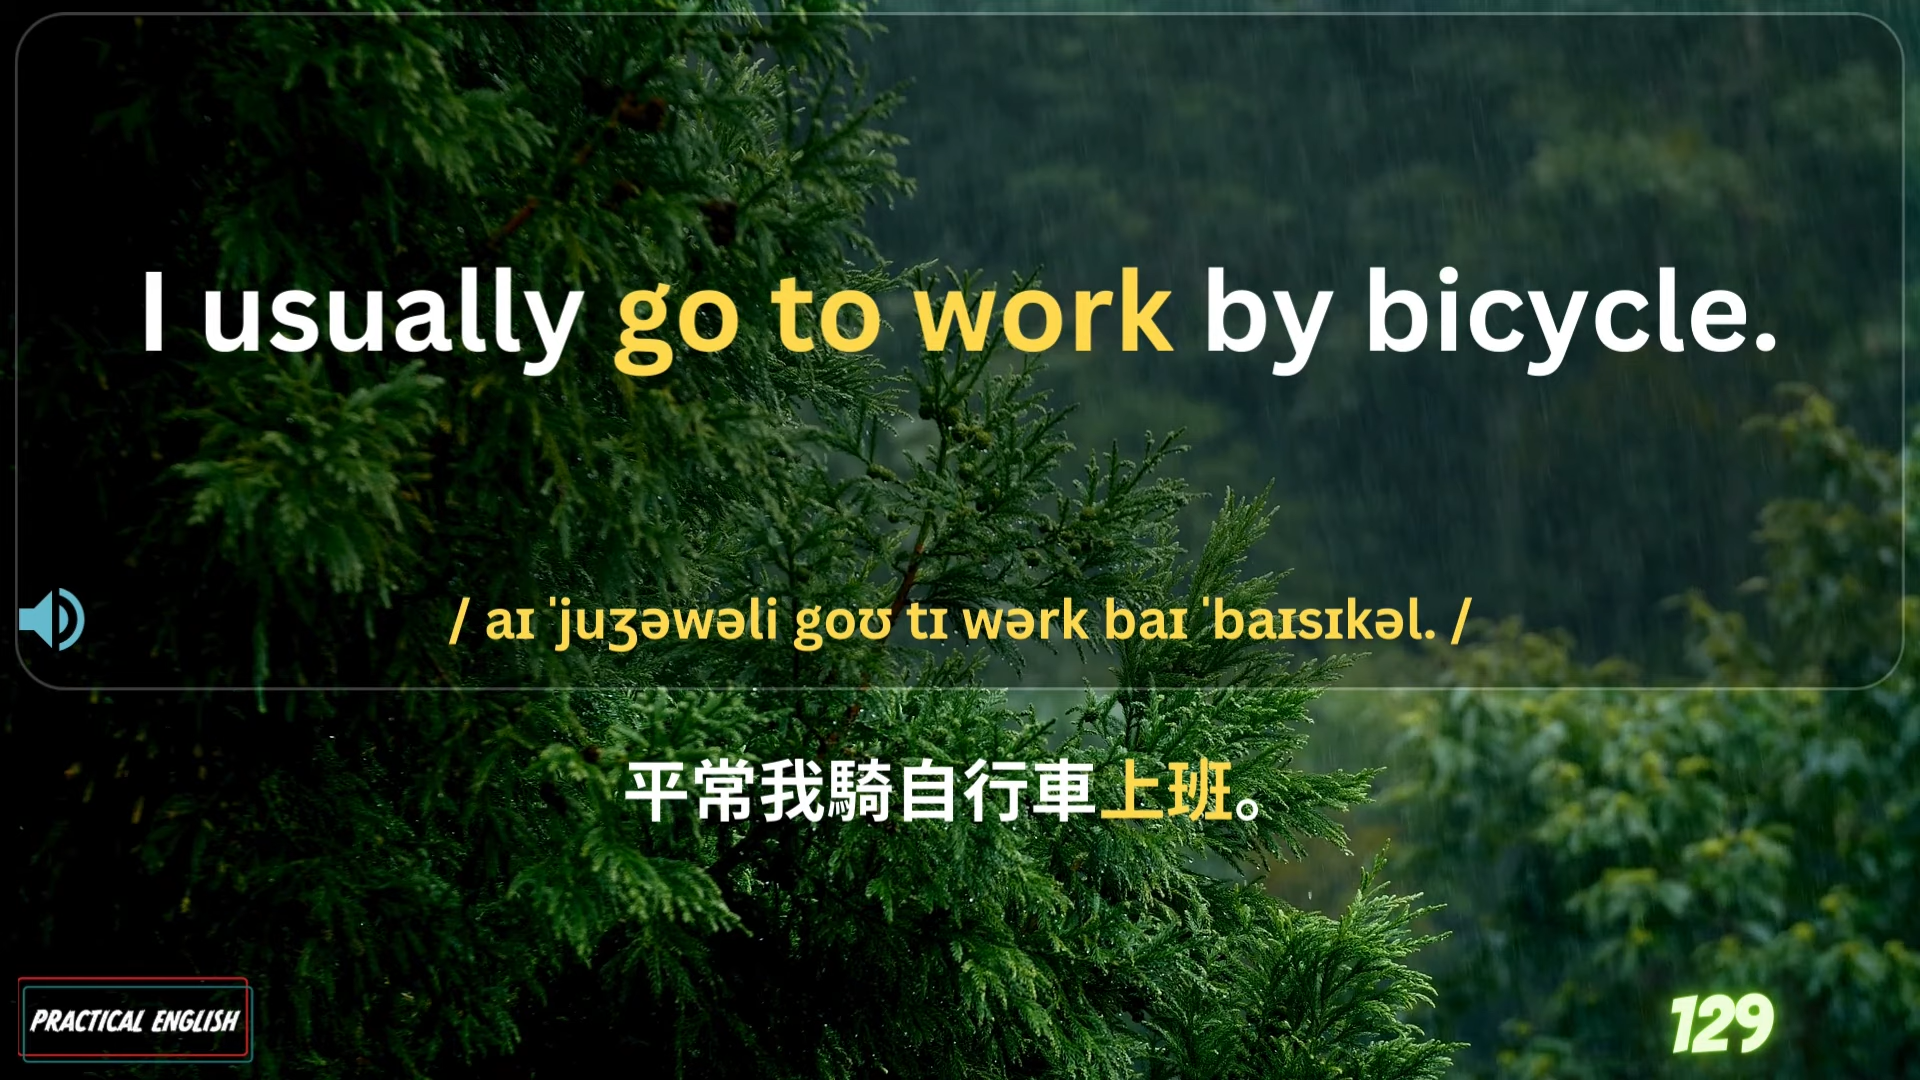 I usually go to work by bicycle.
/ aɪ ˈjuʒəwəli goʊ tɪ wərk baɪ ˈbaɪsɪkəl. /
平常我騎自行車上班。
PRACTICAL ENGLISH
129